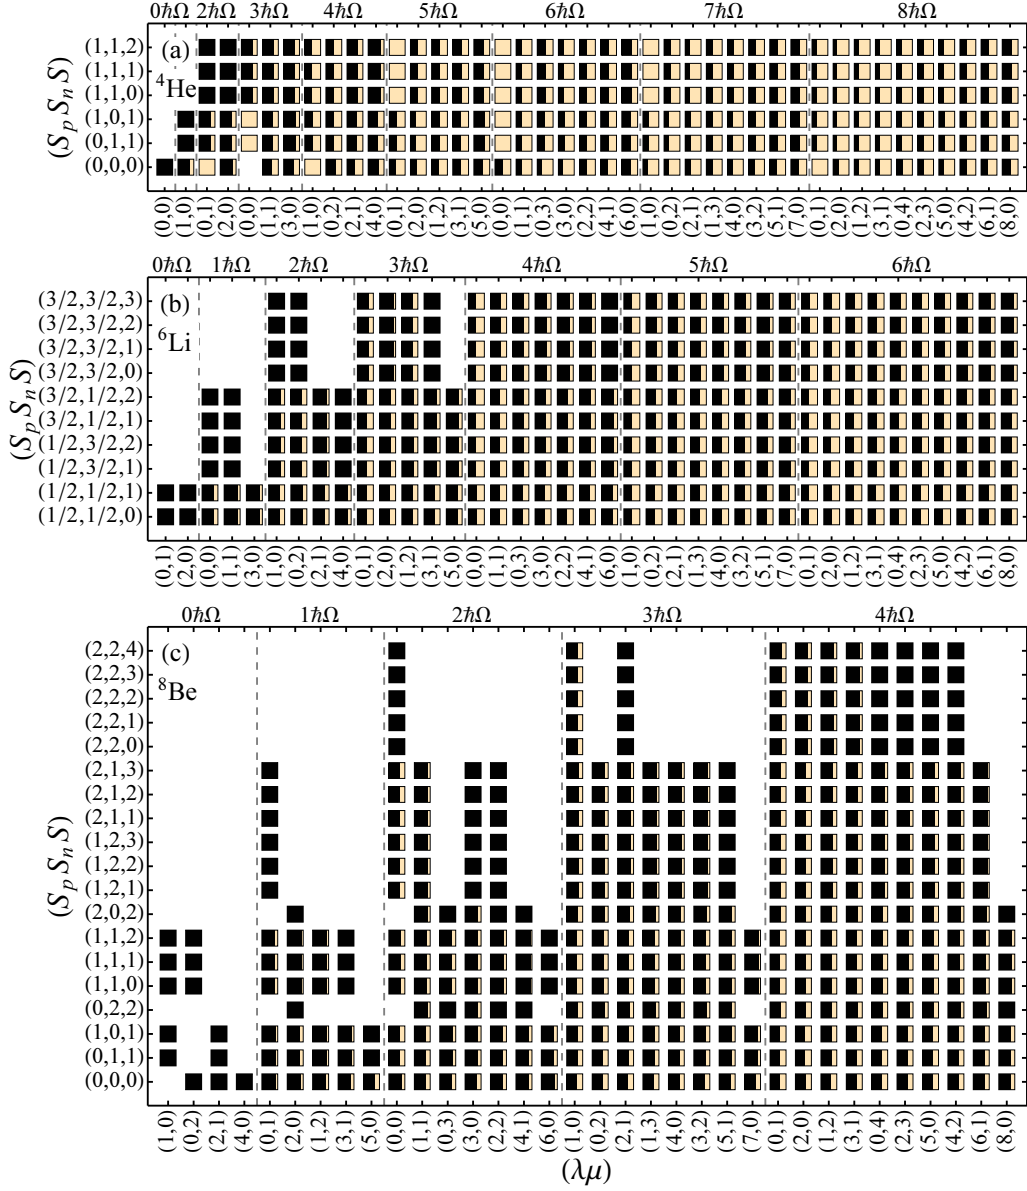 0ħΩ 2ħΩ 3ħΩ 4ħΩ 5ħΩ 6ħΩ 7ħΩ 8ħΩ
(a)
⁴He
(S_p S_n S)
(1,1,2)
(1,1,1)
(1,1,0)
(1,0,1)
(0,1,1)
(0,0,0)
(0,0) (1,0) (0,1) (2,0) (0,0) (1,1) (3,0) (1,0) (0,2) (2,1) (4,0) (0,1) (2,0) (1,2) (3,1) (5,0) (0,0) (1,1) (0,3) (3,0) (2,2) (4,1) (6,0) (1,0) (0,2) (2,1) (1,3) (4,0) (3,2) (5,1) (7,0) (0,1) (2,0) (1,2) (3,1) (0,4) (2,3) (5,0) (4,2) (6,1) (8,0)
0ħΩ 1ħΩ 2ħΩ 3ħΩ 4ħΩ 5ħΩ 6ħΩ
(b)
⁶Li
(S_p S_n S)
(3/2,3/2,3)
(3/2,3/2,2)
(3/2,3/2,1)
(3/2,3/2,0)
(3/2,1/2,2)
(3/2,1/2,1)
(1/2,3/2,2)
(1/2,3/2,1)
(1/2,1/2,1)
(1/2,1/2,0)
(0,1) (2,0) (0,0) (1,1) (3,0) (1,0) (0,2) (2,1) (4,0) (0,1) (2,0) (1,2) (3,1) (5,0) (0,0) (1,1) (0,3) (3,0) (2,2) (4,1) (6,0) (1,0) (0,2) (2,1) (1,3) (4,0) (3,2) (5,1) (7,0) (0,1) (2,0) (1,2) (3,1) (0,4) (2,3) (5,0) (4,2) (6,1) (8,0)
0ħΩ 1ħΩ 2ħΩ 3ħΩ 4ħΩ
(c)
⁸Be
(S_p S_n S)
(2,2,4)
(2,2,3)
(2,2,2)
(2,2,1)
(2,2,0)
(2,1,3)
(2,1,2)
(2,1,1)
(1,2,3)
(1,2,2)
(1,2,1)
(2,0,2)
(1,1,2)
(1,1,1)
(1,1,0)
(0,2,2)
(1,0,1)
(0,1,1)
(0,0,0)
(1,0) (0,2) (2,1) (4,0) (0,1) (2,0) (1,2) (3,1) (5,0) (0,0) (1,1) (0,3) (3,0) (2,2) (4,1) (6,0) (1,0) (0,2) (2,1) (1,3) (4,0) (3,2) (5,1) (7,0) (0,1) (2,0) (1,2) (3,1) (0,4) (2,3) (5,0) (4,2) (6,1) (8,0)
(λμ)